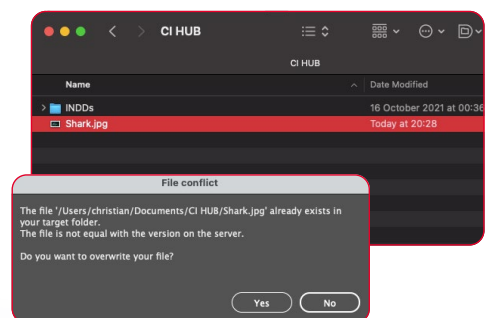 CI HUB
CI HUB
Name
Date Modified
INDDs
16 October 2021 at 00:36
Shark.jpg
Today at 20:28
File conflict
The file '/Users/christian/Documents/CI HUB/Shark.jpg' already exists in
your target folder.
The file is not equal with the version on the server.
Do you want to overwrite your file?
Yes
No